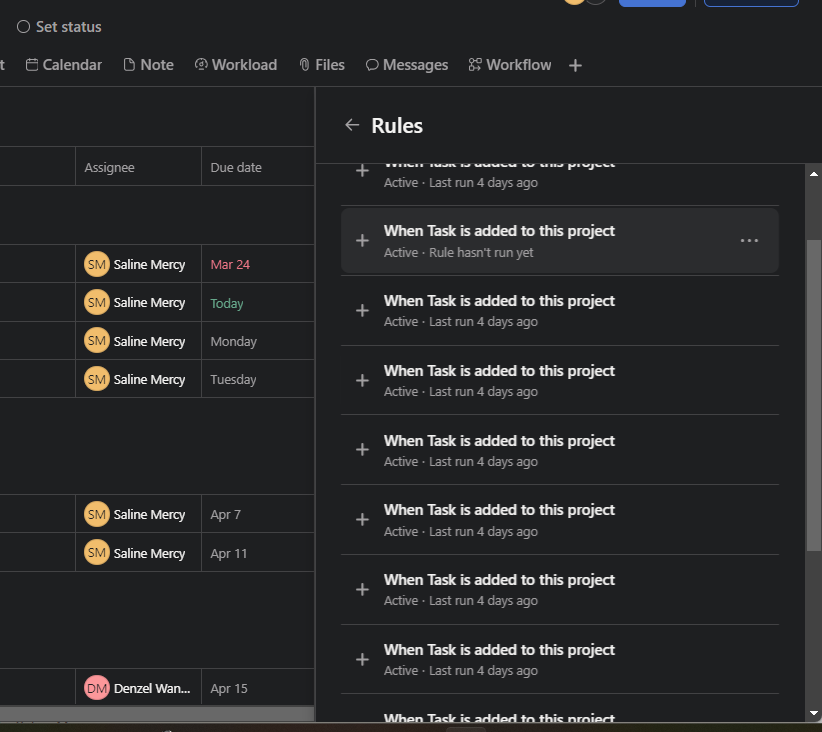 Set status
t
Calendar
Note
Workload
Files
Messages
Workflow
Rules
Assignee
Due date
SM Saline Mercy Mar 24
SM Saline Mercy Today
SM Saline Mercy Monday
SM Saline Mercy Tuesday
SM Saline Mercy Apr 7
SM Saline Mercy Apr 11
DM Denzel Wan... Apr 15
When Task is added to this project
Active · Last run 4 days ago
When Task is added to this project
Active · Rule hasn't run yet
When Task is added to this project
Active · Last run 4 days ago
When Task is added to this project
Active · Last run 4 days ago
When Task is added to this project
Active · Last run 4 days ago
When Task is added to this project
Active · Last run 4 days ago
When Task is added to this project
Active · Last run 4 days ago
When Task is added to this project
Active · Last run 4 days ago
When Task is added to this project